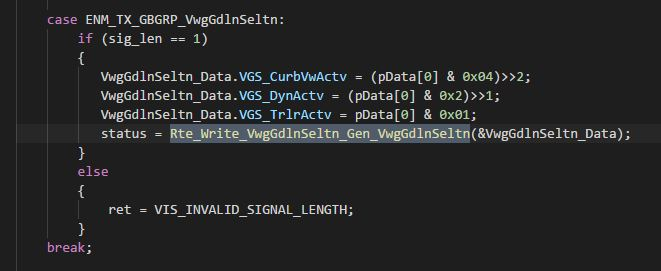 case ENM_TX_GBGRP_VwgGdlnSeltn:
if (sig_len == 1)
{
VwgGdlnSeltn_Data.VGS_CurbVwActv = (pData[0] & 0x04)>>2;
VwgGdlnSeltn_Data.VGS_DynActv = (pData[0] & 0x2)>>1;
VwgGdlnSeltn_Data.VGS_TrlrActv = pData[0] & 0x01;
status = Rte_Write_VwgGdlnSeltn_Gen_VwgGdlnSeltn(&VwgGdlnSeltn_Data);
}
else
{
ret = VIS_INVALID_SIGNAL_LENGTH;
}
break;